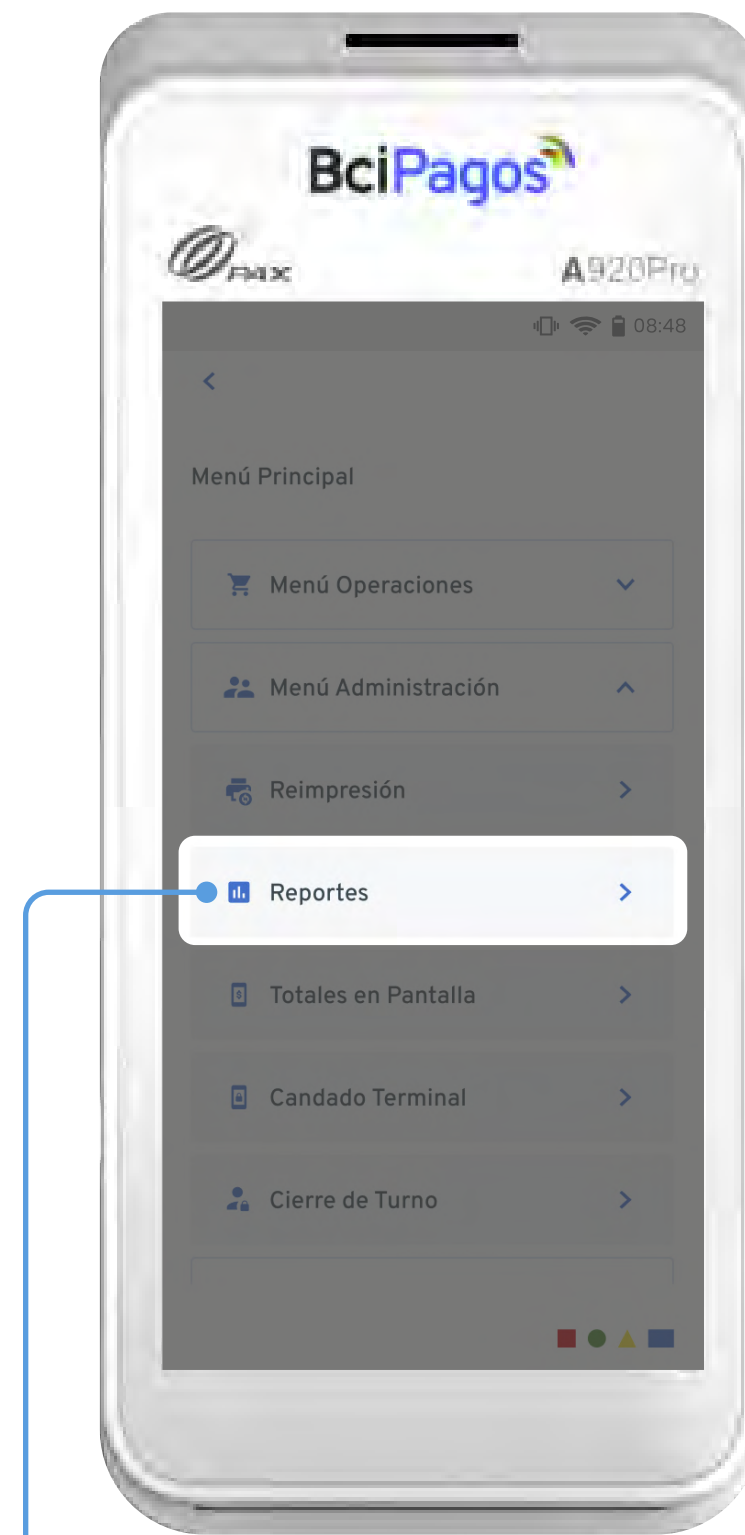 BciPagos
PAX
A920Pro
08:48
Menú Principal
Menú Operaciones
Menú Administración
Reimpresión
Reportes
Totales en Pantalla
Candado Terminal
Cierre de Turno